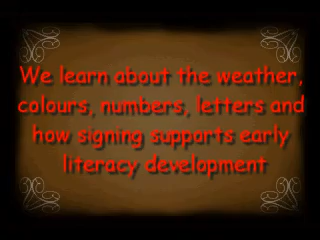 We learn about the weather,
colours, numbers, letters and
how signing supports early
literacy development